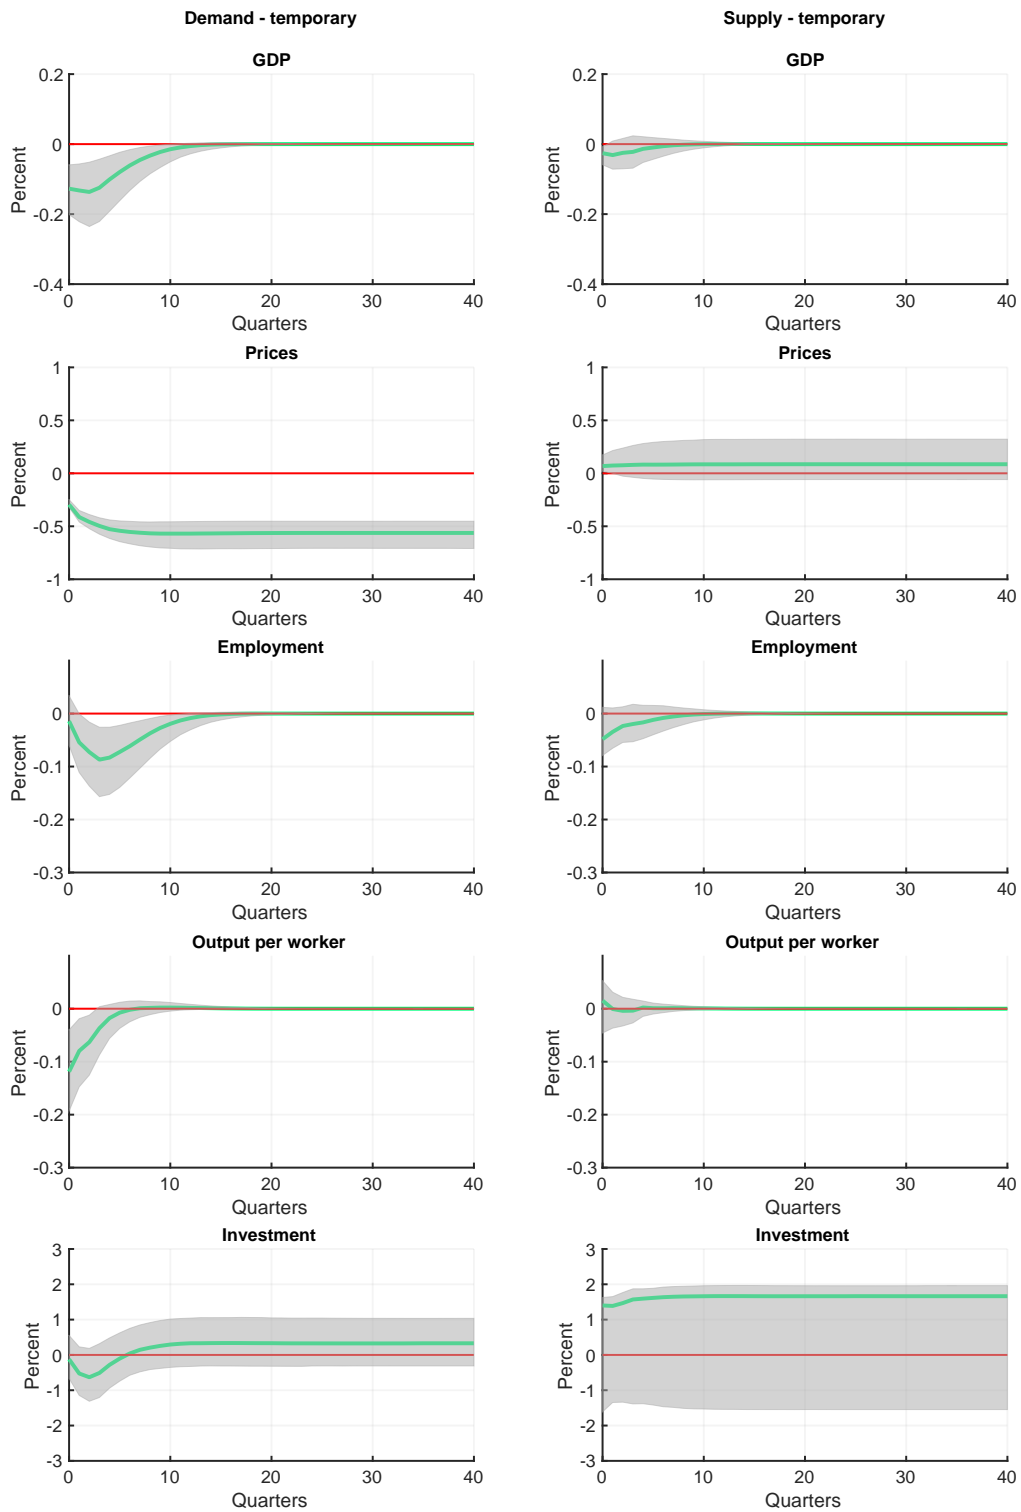 Demand - temporary
Supply - temporary
GDP
0.2
0
-0.2
-0.4
Percent
0 10 20 30 40
Quarters
GDP
0.2
0
-0.2
-0.4
Percent
0 10 20 30 40
Quarters
Prices
1
0.5
0
-0.5
-1
Percent
0 10 20 30 40
Quarters
Prices
1
0.5
0
-0.5
-1
Percent
0 10 20 30 40
Quarters
Employment
0
-0.1
-0.2
-0.3
Percent
0 10 20 30 40
Quarters
Employment
0
-0.1
-0.2
-0.3
Percent
0 10 20 30 40
Quarters
Output per worker
0
-0.1
-0.2
-0.3
Percent
0 10 20 30 40
Quarters
Output per worker
0
-0.1
-0.2
-0.3
Percent
0 10 20 30 40
Quarters
Investment
3
2
1
0
-1
-2
-3
Percent
0 10 20 30 40
Quarters
Investment
3
2
1
0
-1
-2
-3
Percent
0 10 20 30 40
Quarters